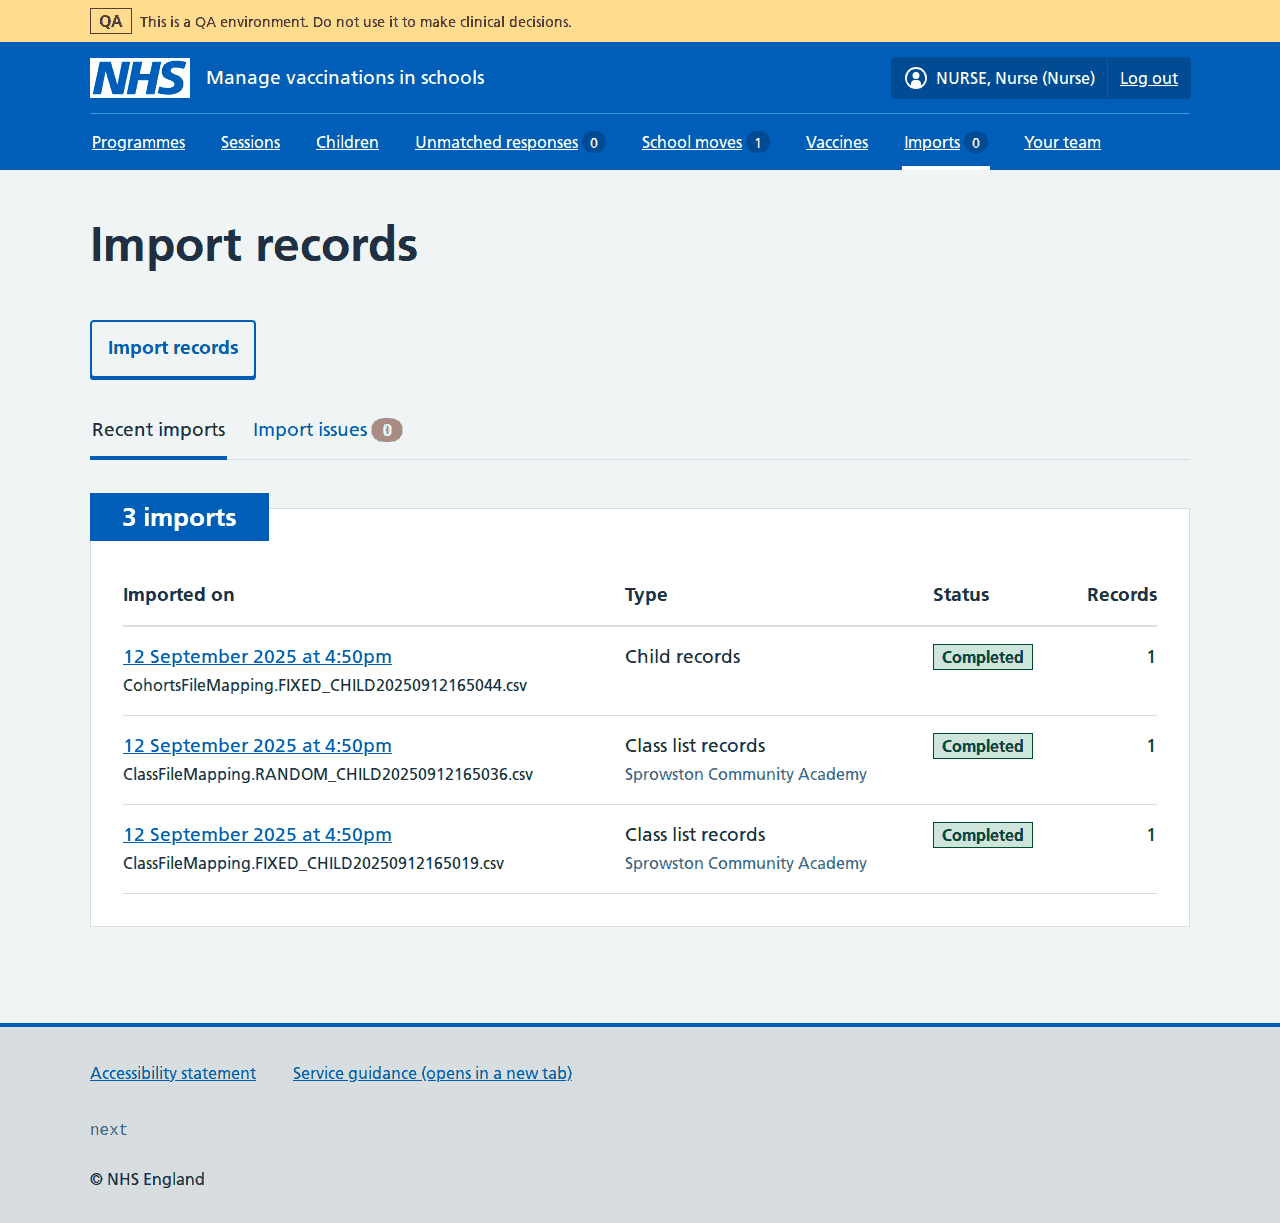 QA This is a QA environment. Do not use it to make clinical decisions.
NHS Manage vaccinations in schools NURSE, Nurse (Nurse) Log out
Programmes Sessions Children Unmatched responses 0 School moves 1 Vaccines Imports 0 Your team
Import records
Import records
Recent imports Import issues 0
3 imports
Imported on Type Status Records
12 September 2025 at 4:50pm Child records Completed 1
CohortsFileMapping.FIXED_CHILD20250912165044.csv
12 September 2025 at 4:50pm Class list records Completed 1
ClassFileMapping.RANDOM_CHILD20250912165036.csv Sprowston Community Academy
12 September 2025 at 4:50pm Class list records Completed 1
ClassFileMapping.FIXED_CHILD20250912165019.csv Sprowston Community Academy
Accessibility statement Service guidance (opens in a new tab)
next
© NHS England